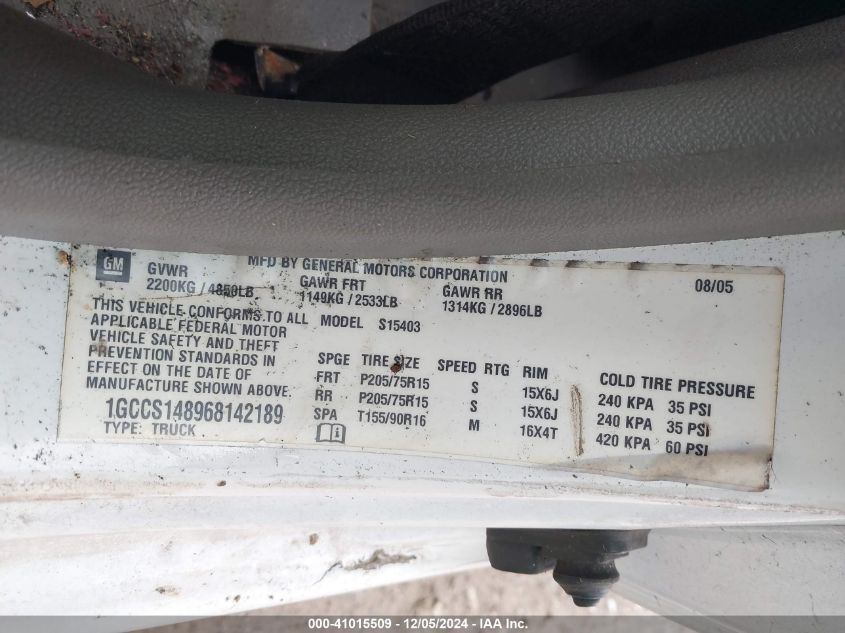 GM
MFD BY GENERAL MOTORS CORPORATION
08/05
GVWR GAWR FRT GAWR RR
2200KG / 4850LB 1149KG / 2533LB 1314KG / 2896LB
THIS VEHICLE CONFORMS TO ALL
APPLICABLE FEDERAL MOTOR
VEHICLE SAFETY AND THEFT
PREVENTION STANDARDS IN
EFFECT ON THE DATE OF
MANUFACTURE SHOWN ABOVE.
1GCCS148968142189
TYPE: TRUCK
MODEL S15403
SPGE TIRE SIZE SPEED RTG RIM COLD TIRE PRESSURE
FRT P205/75R15 S 15X6J 240 KPA 35 PSI
RR P205/75R15 S 15X6J 240 KPA 35 PSI
SPA T155/90R16 M 16X4T 420 KPA 60 PSI
000-41015509 - 12/05/2024 - IAA Inc.